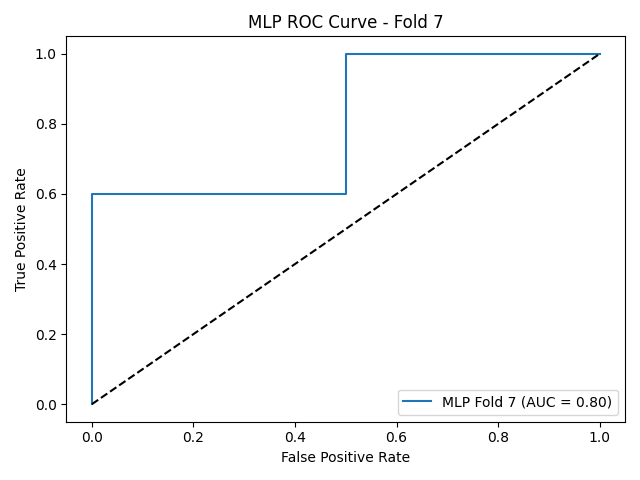 MLP ROC Curve - Fold 7
True Positive Rate
1.0
0.8
0.6
0.4
0.2
0.0
MLP Fold 7 (AUC = 0.80)
0.0 0.2 0.4 0.6 0.8 1.0
False Positive Rate